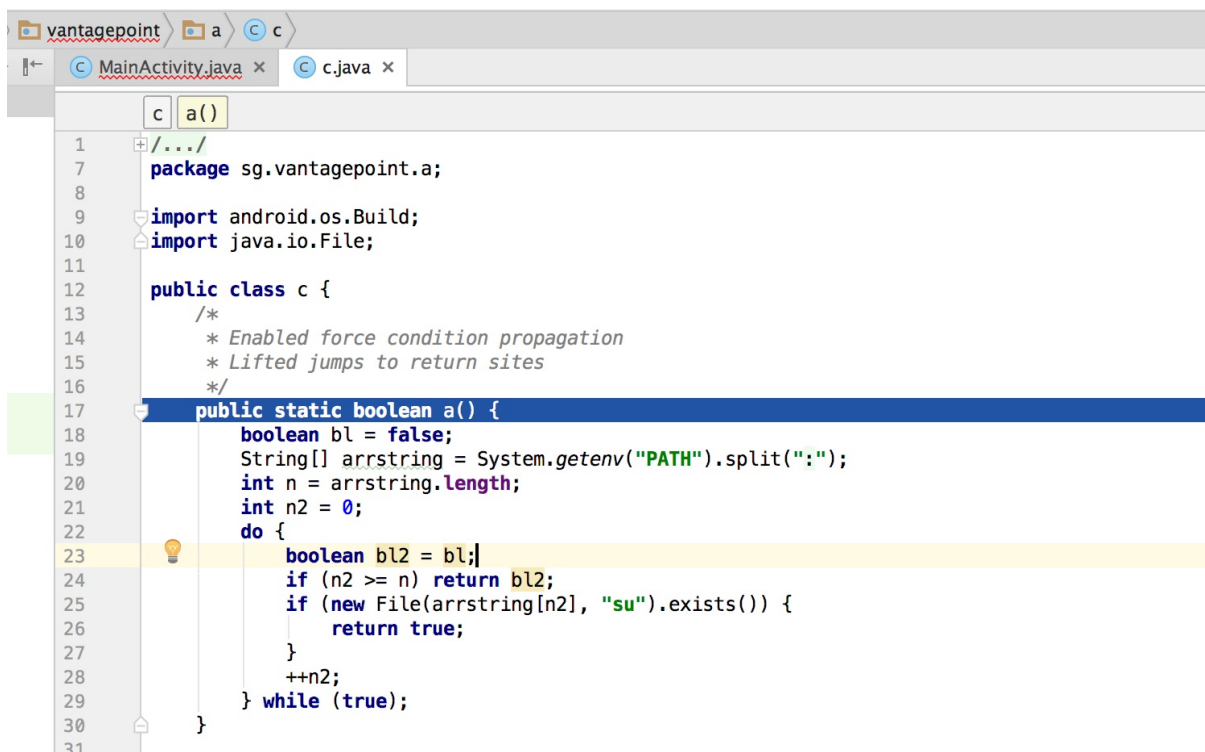 vantagepoint a c
MainActivity.java × c.java ×
c a()
1 /.../
7 package sg.vantagepoint.a;
8
9 import android.os.Build;
10 import java.io.File;
11
12 public class c {
13 /*
14 * Enabled force condition propagation
15 * Lifted jumps to return sites
16 */
17 public static boolean a() {
18 boolean bl = false;
19 String[] arrstring = System.getenv("PATH").split(":");
20 int n = arrstring.length;
21 int n2 = 0;
22 do {
23 boolean bl2 = bl;
24 if (n2 >= n) return bl2;
25 if (new File(arrstring[n2], "su").exists()) {
26 return true;
27 }
28 ++n2;
29 } while (true);
30 }
31